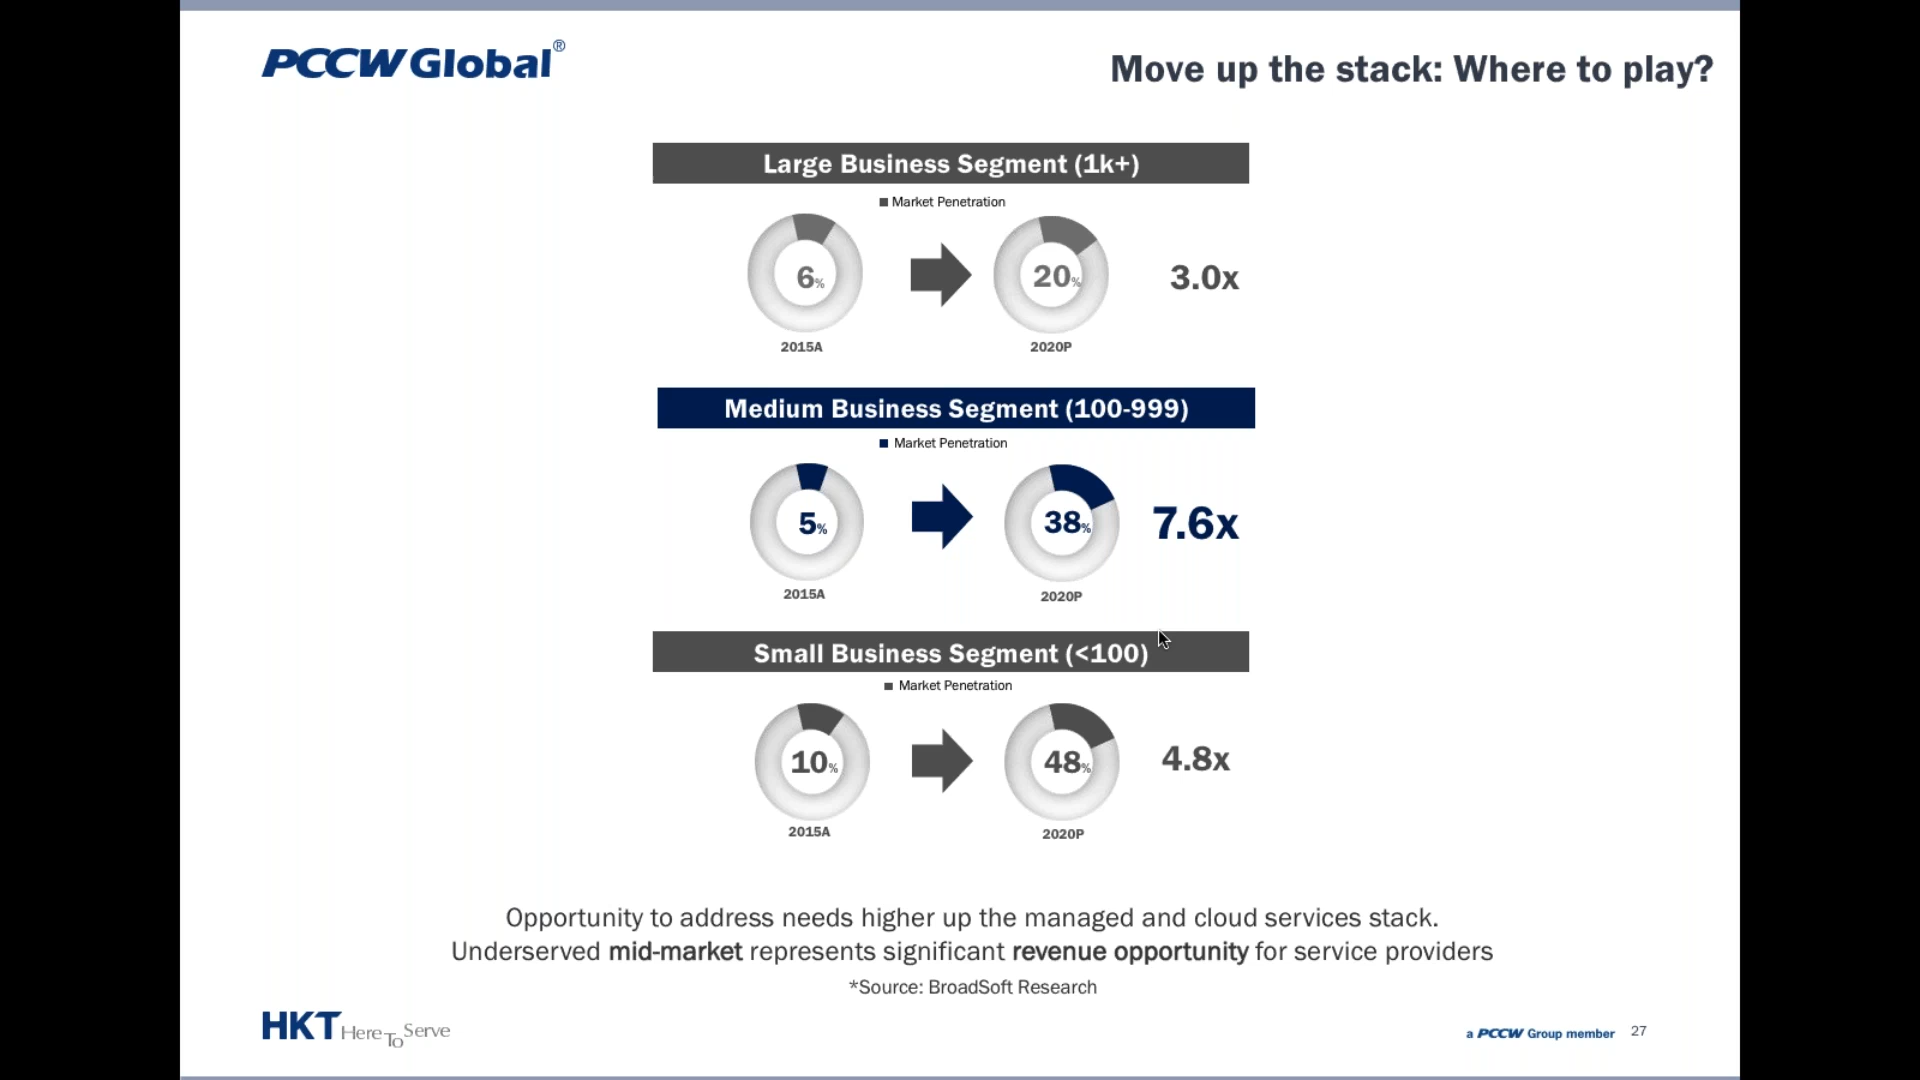 PCCW Global®
Move up the stack: Where to play?
Large Business Segment (1k+)
Market Penetration
6%
20%
3.0x
2015A
2020P
Medium Business Segment (100-999)
Market Penetration
5%
38%
7.6x
2015A
2020P
Small Business Segment (<100)
Market Penetration
10%
48%
4.8x
2015A
2020P
Opportunity to address needs higher up the managed and cloud services stack.
Underserved mid-market represents significant revenue opportunity for service providers
*Source: BroadSoft Research
HKT Here To Serve
a PCCW Group member
27